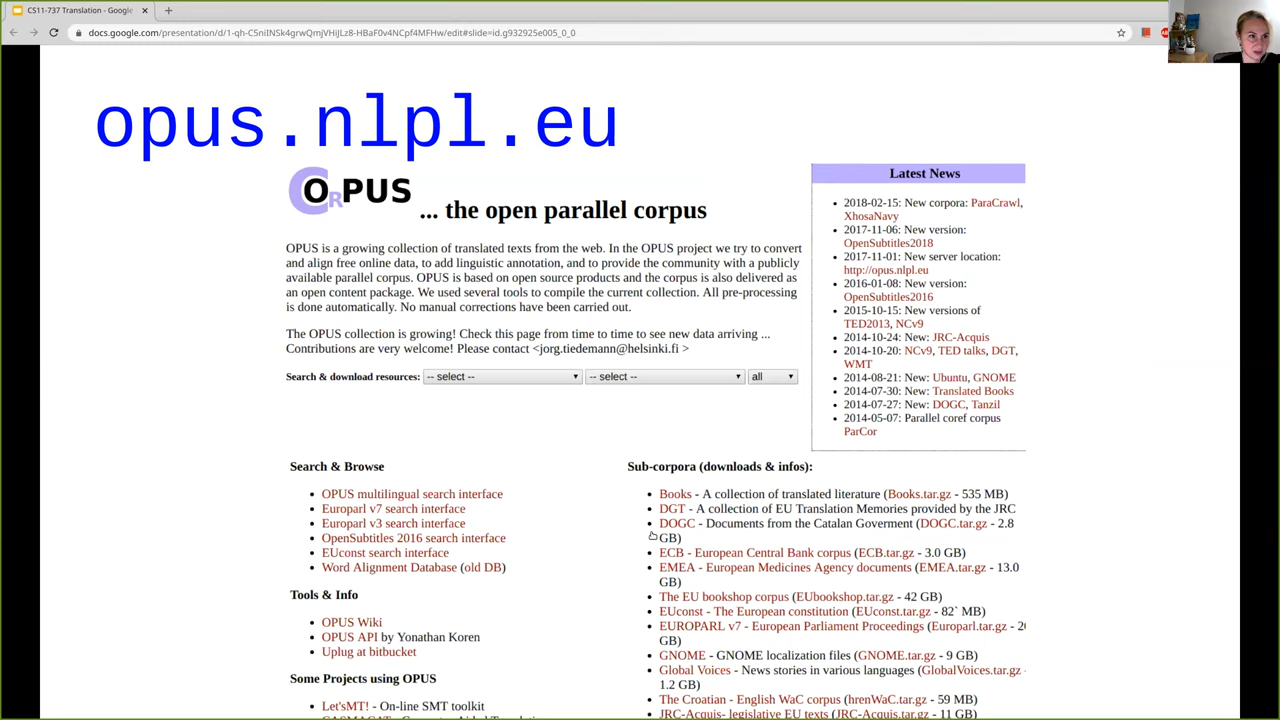 CS11-737 Translation - Google
docs.google.com/presentation/d/1-qh-C5niINSk4grwQmjVHiJLz8-HBaF0v4NCpf4MFHw/edit#slide=id.g932925e005_0_0
opus.nlpl.eu
CORPUS
... the open parallel corpus
OPUS is a growing collection of translated texts from the web. In the OPUS project we try to convert
and align free online data, to add linguistic annotation, and to provide the community with a publicly
available parallel corpus. OPUS is based on open source products and the corpus is also delivered as
an open content package. We used several tools to compile the current collection. All pre-processing
is done automatically. No manual corrections have been carried out.
The OPUS collection is growing! Check this page from time to time to see new data arriving ...
Contributions are very welcome! Please contact <jorg.tiedemann@helsinki.fi >
Search & download resources: -- select -- -- select -- all
Latest News
2018-02-15: New corpora: ParaCrawl,
XhosaNavy
2017-11-06: New version:
OpenSubtitles2018
2017-11-01: New server location:
http://opus.nlpl.eu
2016-01-08: New version:
OpenSubtitles2016
2015-10-15: New versions of
TED2013, NCv9
2014-10-24: New: JRC-Acquis
2014-10-20: NCv9, TED talks, DGT,
WMT
2014-08-21: New: Ubuntu, GNOME
2014-07-30: New: Translated Books
2014-07-27: New: DOGC, Tanzil
2014-05-07: Parallel coref corpus
ParCor
Search & Browse
OPUS multilingual search interface
Europarl v7 search interface
Europarl v3 search interface
OpenSubtitles 2016 search interface
EUconst search interface
Word Alignment Database (old DB)
Tools & Info
OPUS Wiki
OPUS API by Yonathan Koren
Uplug at bitbucket
Some Projects using OPUS
Let'sMT! - On-line SMT toolkit
Sub-corpora (downloads & infos):
Books - A collection of translated literature (Books.tar.gz - 535 MB)
DGT - A collection of EU Translation Memories provided by the JRC
DOGC - Documents from the Catalan Goverment (DOGC.tar.gz - 2.8
GB)
ECB - European Central Bank corpus (ECB.tar.gz - 3.0 GB)
EMEA - European Medicines Agency documents (EMEA.tar.gz - 13.0
GB)
The EU bookshop corpus (EUbookshop.tar.gz - 42 GB)
EUconst - The European constitution (EUconst.tar.gz - 82` MB)
EUROPARL v7 - European Parliament Proceedings (Europarl.tar.gz - 
GB)
GNOME - GNOME localization files (GNOME.tar.gz - 9 GB)
Global Voices - News stories in various languages (GlobalVoices.tar.gz -
1.2 GB)
The Croatian - English WaC corpus (hrenWaC.tar.gz - 59 MB)
JRC-Acquis- legislative EU texts (JRC-Acquis.tar.gz - 11 GB)